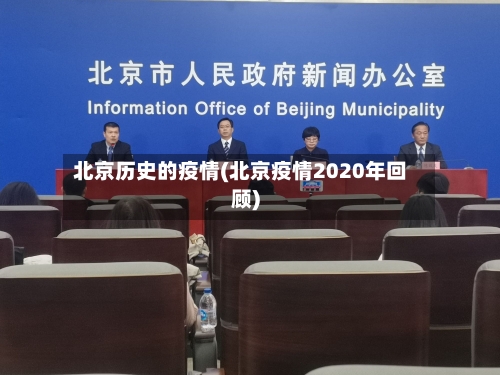 北京市人民政府新闻办公室
Information Office of Beijing Municipality
北京历史的疫情(北京疫情2020年回
顾)